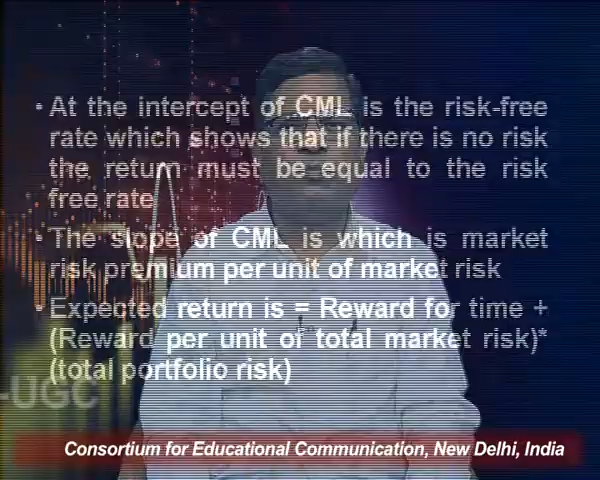 • At the intercept of CML is the risk-free
rate which shows that if there is no risk
the return must be equal to the risk
free rate
• The slope of CML is which is market
risk premium per unit of market risk
• Expected return is = Reward for time +
(Reward per unit of total market risk)*
(total portfolio risk)
-UGC
Consortium for Educational Communication, New Delhi, India